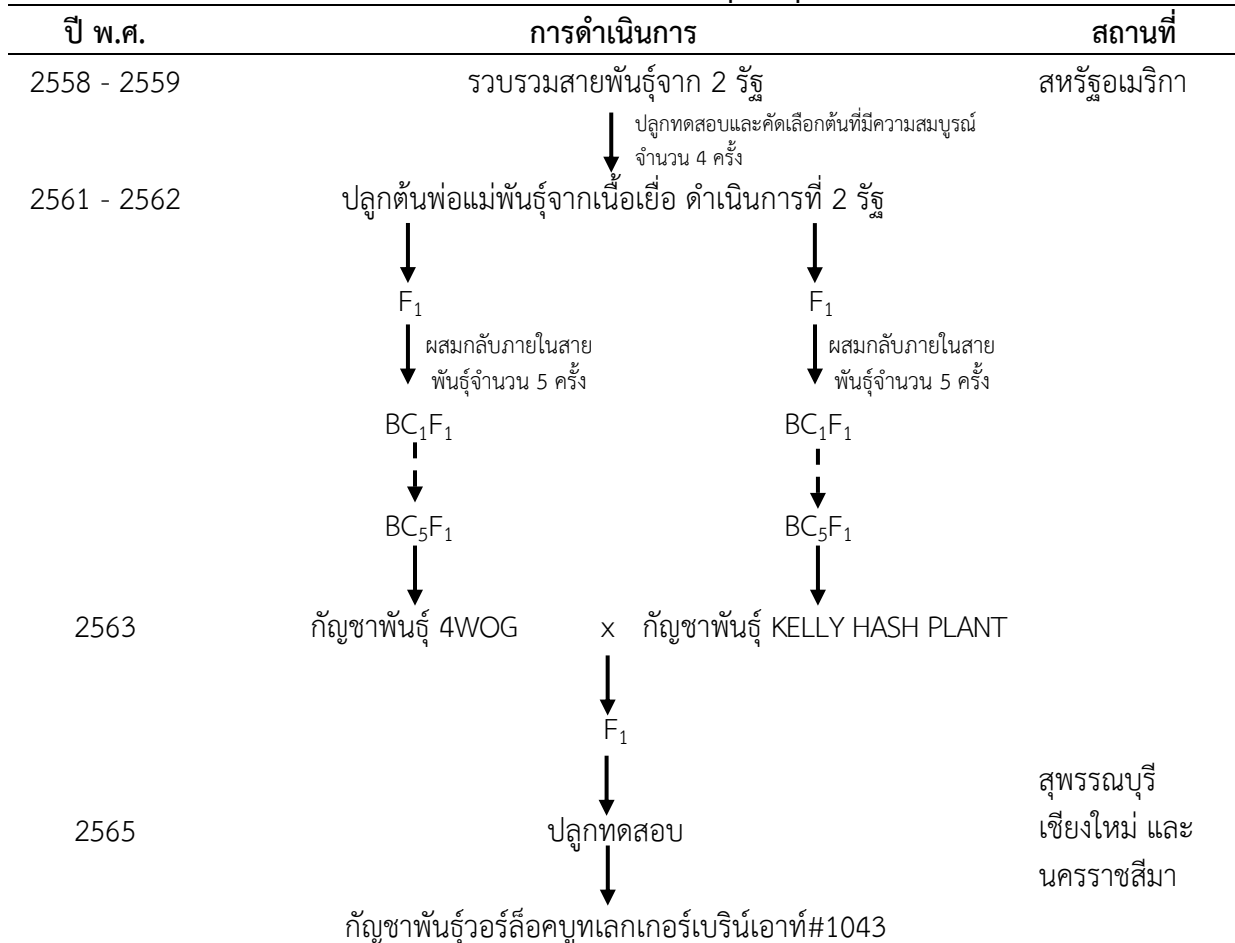 ปี พ.ศ. การดำเนินการ สถานที่
2558 - 2559 รวบรวมสายพันธุ์จาก 2 รัฐ สหรัฐอเมริกา
ปลูกทดสอบและคัดเลือกต้นที่มีความสมบูรณ์
จำนวน 4 ครั้ง
2561 - 2562 ปลูกต้นพ่อแม่พันธุ์จากเนื้อเยื่อ ดำเนินการที่ 2 รัฐ
F₁ F₁
ผสมกลับภายในสาย ผสมกลับภายในสาย
พันธุ์จำนวน 5 ครั้ง พันธุ์จำนวน 5 ครั้ง
BC₁F₁ BC₁F₁
BC₅F₁ BC₅F₁
2563 กัญชาพันธุ์ 4WOG x กัญชาพันธุ์ KELLY HASH PLANT
F₁
สุพรรณบุรี
2565 ปลูกทดสอบ เชียงใหม่ และ
นครราชสีมา
กัญชาพันธุ์วอร์ล็อคบูทเลกเกอร์เบริน์เอาท์#1043